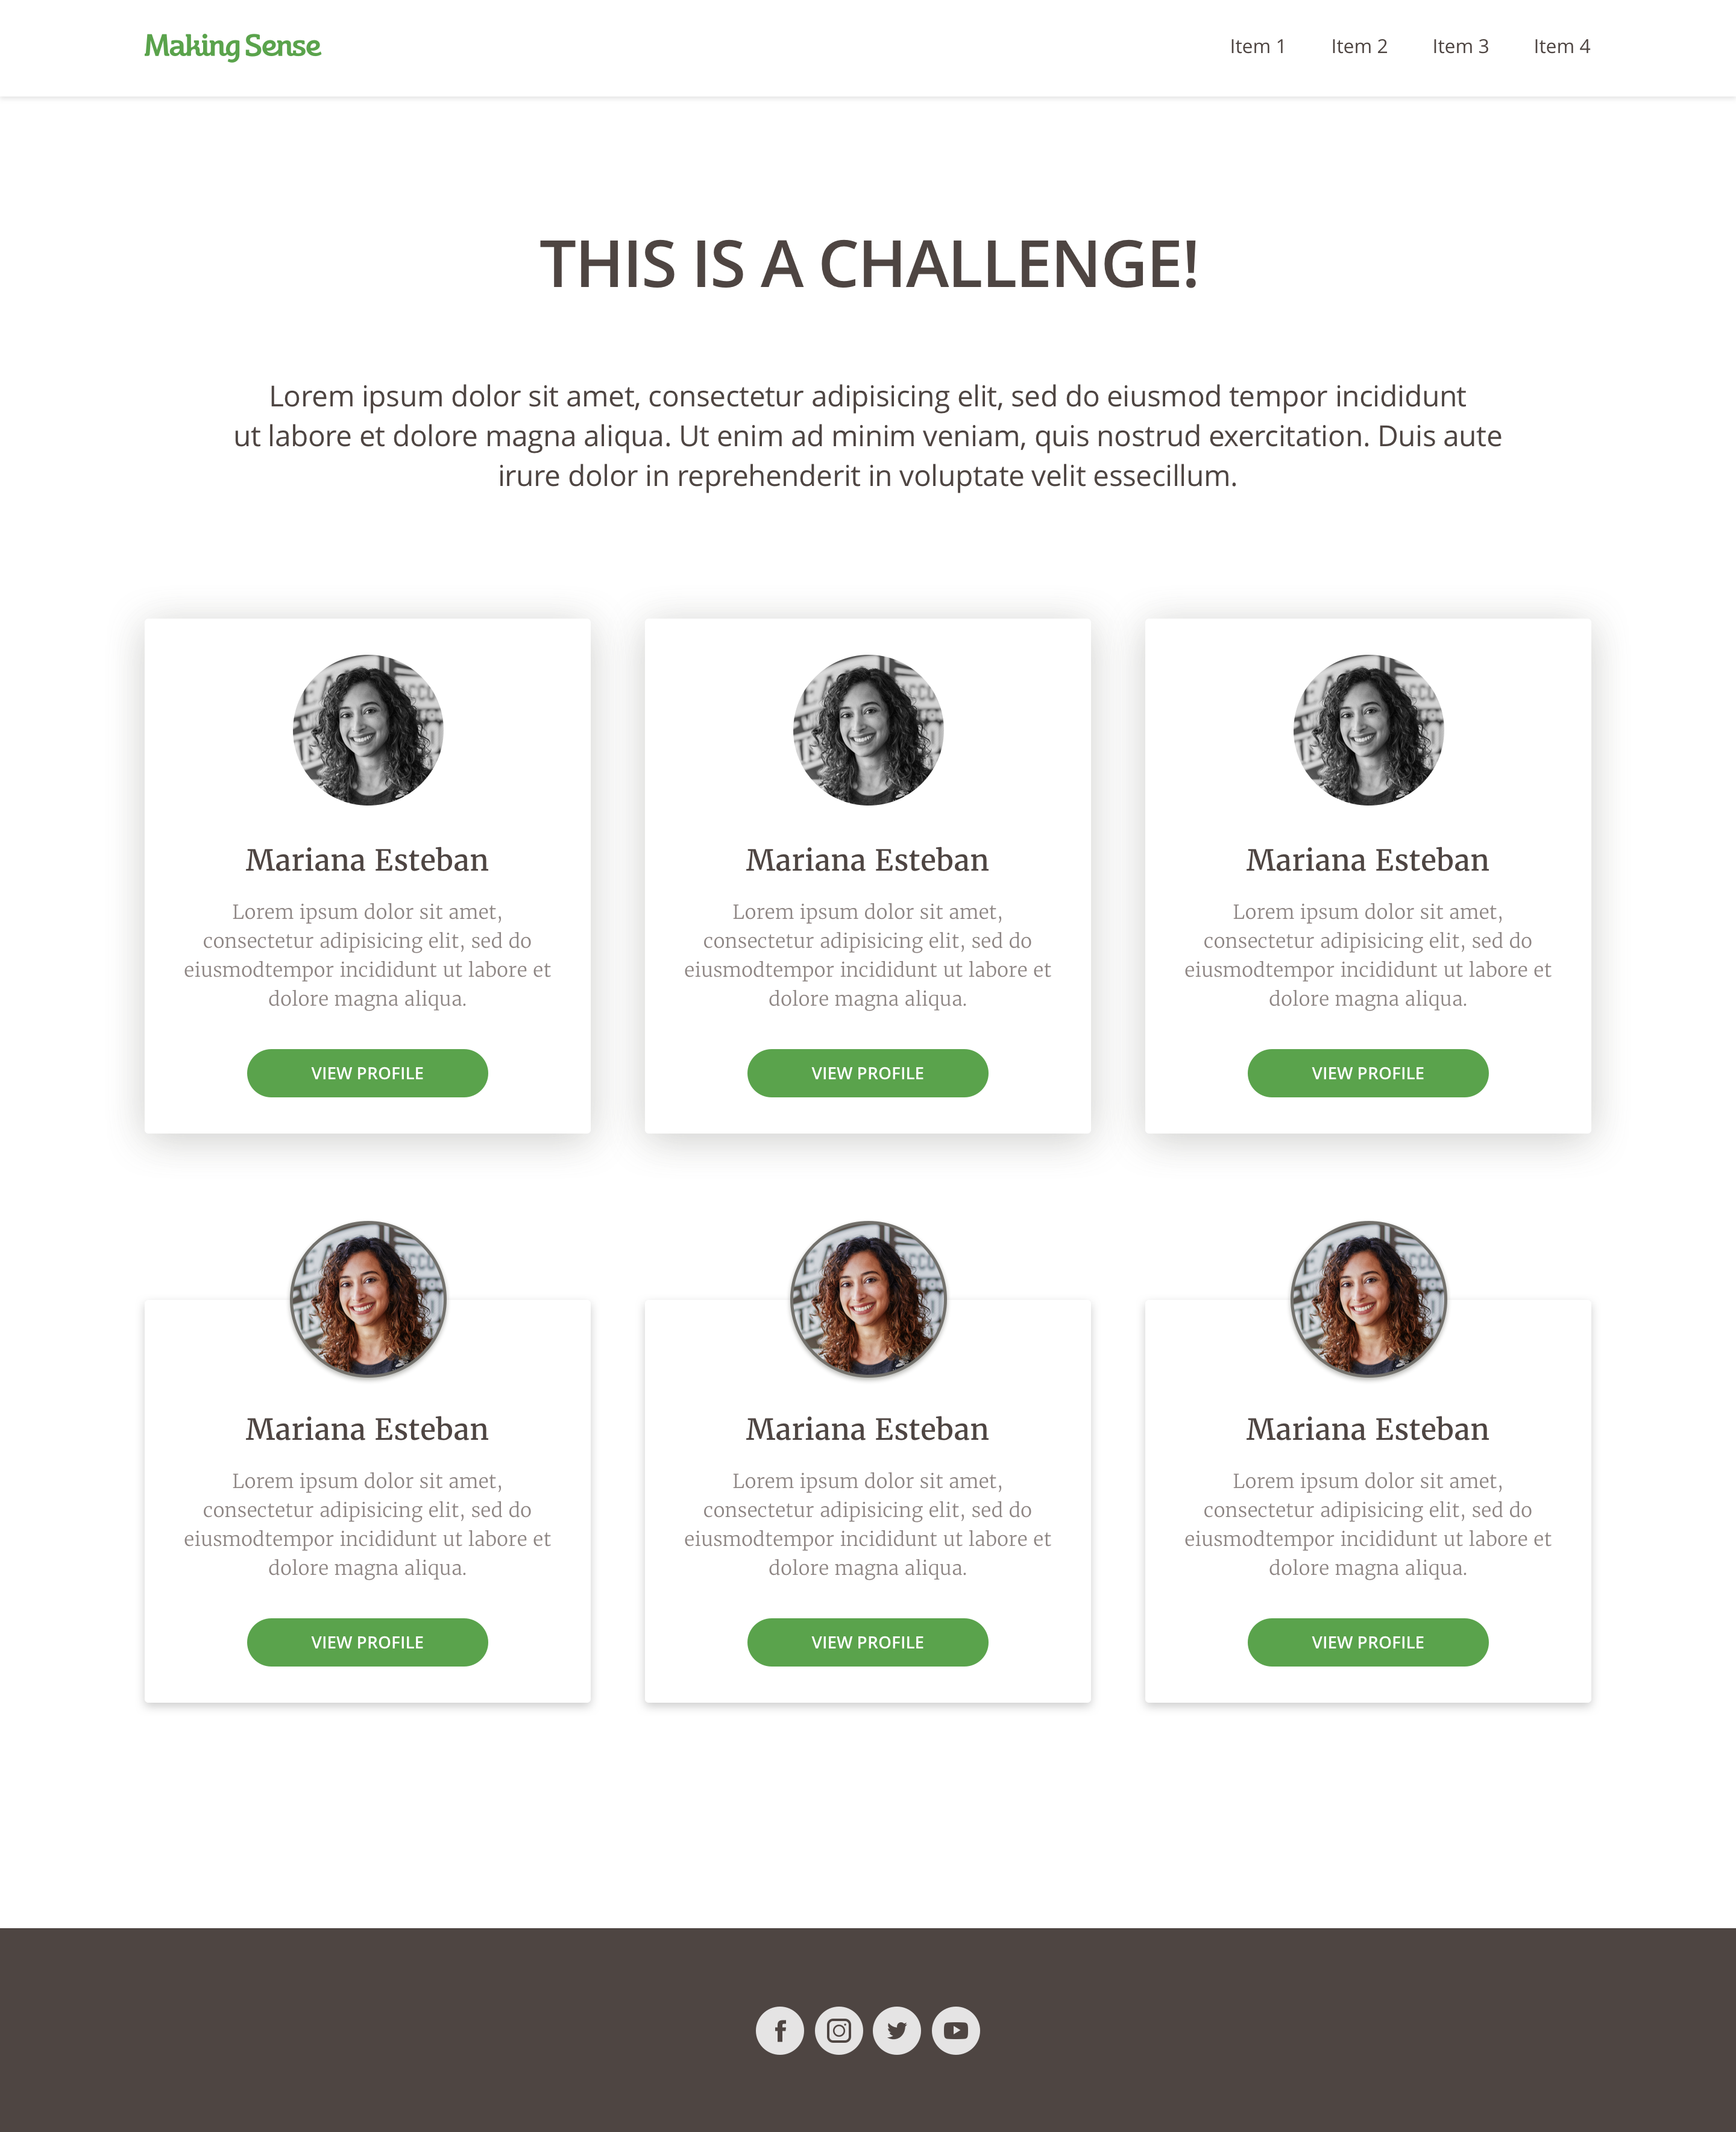 Making Sense
Item 1 Item 2 Item 3 Item 4
THIS IS A CHALLENGE!
Lorem ipsum dolor sit amet, consectetur adipisicing elit, sed do eiusmod tempor incididunt
ut labore et dolore magna aliqua. Ut enim ad minim veniam, quis nostrud exercitation. Duis aute
irure dolor in reprehenderit in voluptate velit essecillum.
Mariana Esteban
Lorem ipsum dolor sit amet,
consectetur adipisicing elit, sed do
eiusmodtempor incididunt ut labore et
dolore magna aliqua.
VIEW PROFILE
Mariana Esteban
Lorem ipsum dolor sit amet,
consectetur adipisicing elit, sed do
eiusmodtempor incididunt ut labore et
dolore magna aliqua.
VIEW PROFILE
Mariana Esteban
Lorem ipsum dolor sit amet,
consectetur adipisicing elit, sed do
eiusmodtempor incididunt ut labore et
dolore magna aliqua.
VIEW PROFILE
Mariana Esteban
Lorem ipsum dolor sit amet,
consectetur adipisicing elit, sed do
eiusmodtempor incididunt ut labore et
dolore magna aliqua.
VIEW PROFILE
Mariana Esteban
Lorem ipsum dolor sit amet,
consectetur adipisicing elit, sed do
eiusmodtempor incididunt ut labore et
dolore magna aliqua.
VIEW PROFILE
Mariana Esteban
Lorem ipsum dolor sit amet,
consectetur adipisicing elit, sed do
eiusmodtempor incididunt ut labore et
dolore magna aliqua.
VIEW PROFILE